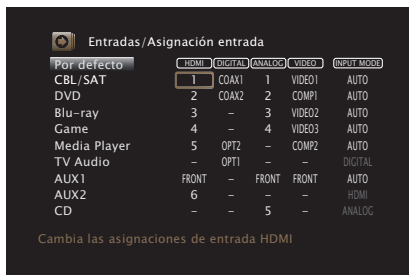 Entradas/Asignación entrada
Por defecto HDMI DIGITAL ANALOG VIDEO INPUT MODE
CBL/SAT 1 COAX1 1 VIDEO1 AUTO
DVD 2 COAX2 2 COMP1 AUTO
Blu-ray 3 – 3 VIDEO2 AUTO
Game 4 – 4 VIDEO3 AUTO
Media Player 5 OPT2 – COMP2 AUTO
TV Audio – OPT1 – – DIGITAL
AUX1 FRONT – FRONT FRONT AUTO
AUX2 6 – – – HDMI
CD – – 5 – ANALOG
Cambia las asignaciones de entrada HDMI